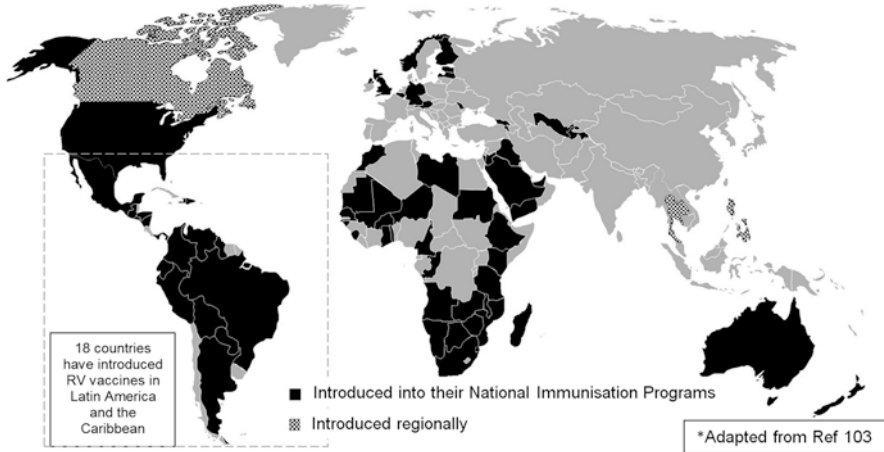 18 countries
have introduced
RV vaccines in
Latin America
and the
Caribbean
Introduced into their National Immunisation Programs
Introduced regionally
*Adapted from Ref 103